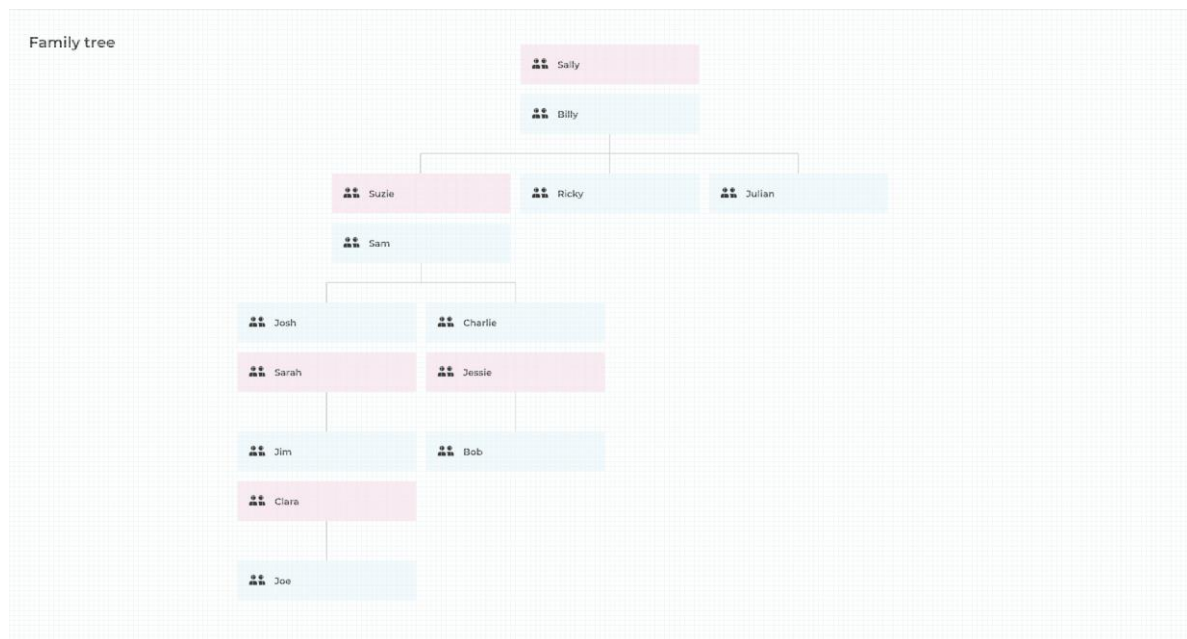 Family tree
Sally
Billy
Suzie
Ricky
Julian
Sam
Josh
Charlie
Sarah
Jessie
Jim
Bob
Clara
Joe